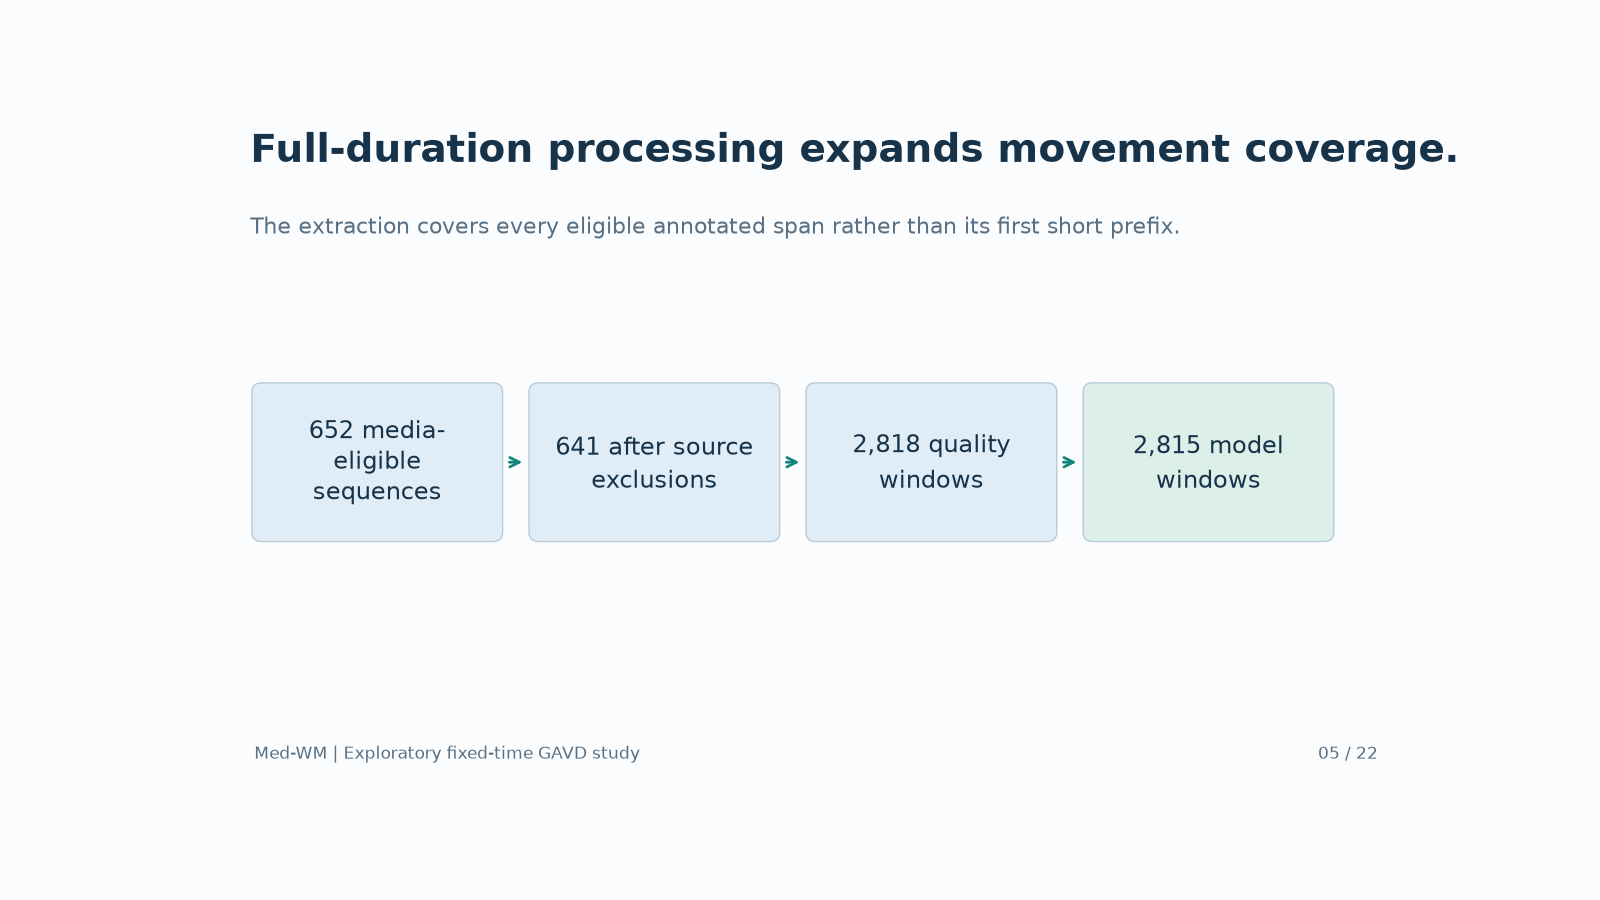 Full-duration processing expands movement coverage.
The extraction covers every eligible annotated span rather than its first short prefix.
652 media-
eligible
sequences
641 after source
exclusions
2,818 quality
windows
2,815 model
windows
Med-WM | Exploratory fixed-time GAVD study
05 / 22